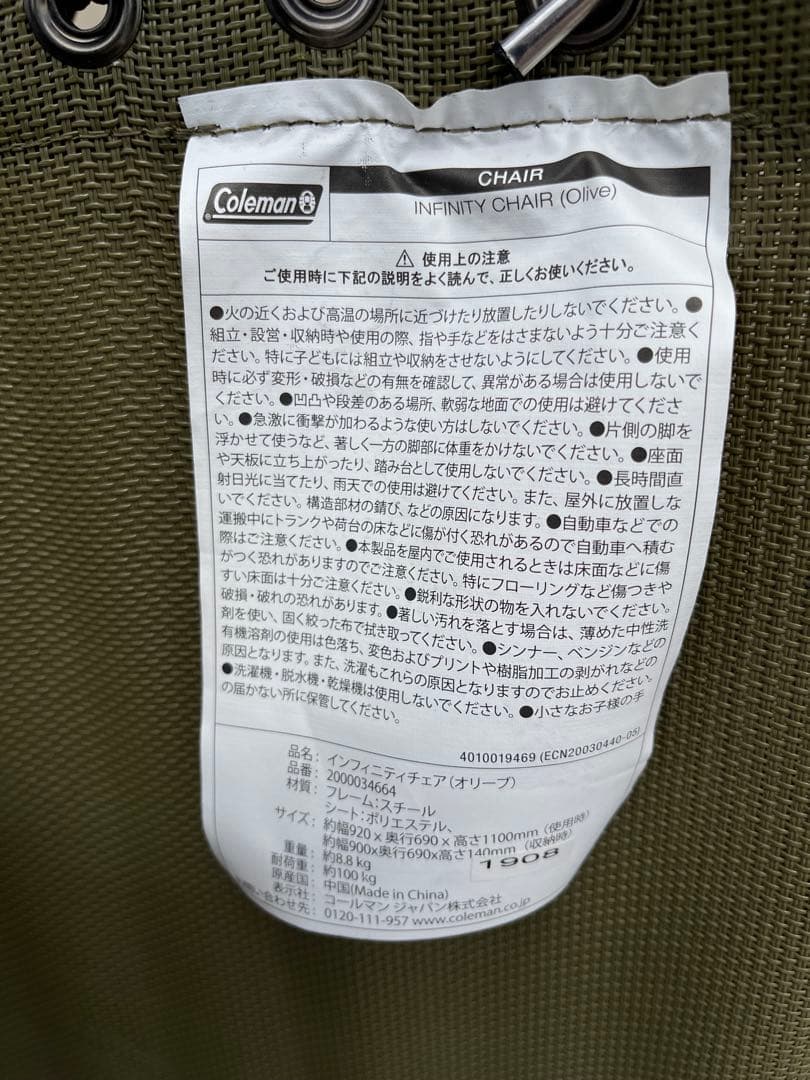 Coleman
CHAIR
INFINITY CHAIR (Olive)
⚠ 使用上の注意
ご使用時に下記の説明をよく読んで、正しくお使いください。
●火の近くおよび高温の場所に近づけたり放置したりしないでください。●
組立・設営・収納時や使用の際、指や手などをはさまないよう十分ご注意く
ださい。特に子どもには組立や収納をさせないようにしてください。●使用
時に必ず変形・破損などの有無を確認して、異常がある場合は使用しないで
ください。●凹凸や段差のある場所、軟弱な地面での使用は避けてくださ
い。●急激に衝撃が加わるような使い方はしないでください。●片側の脚を
浮かせて使うなど、著しく一方の脚部に体重をかけないでください。●座面
や天板に立ち上がったり、踏み台として使用しないでください。●長時間直
射日光に当てたり、雨天での使用は避けてください。また、屋外に放置しな
いでください。構造部材の錆び、などの原因になります。●自動車などでの
運搬中にトランクや荷台の床などに傷が付く恐れがあるので自動車へ積む
際はご注意ください。●本製品を屋内でご使用されるときは床面などに傷
がつく恐れがありますのでご注意ください。特にフローリングなど傷つきや
すい床面は十分ご注意ください。●鋭利な形状の物を入れないでください。
破損・破れの恐れがあります。●著しい汚れを落とす場合は、薄めた中性洗
剤を使い、固く絞った布で拭き取ってください。●シンナー、ベンジンなどの
有機溶剤の使用は色落ち、変色およびプリントや樹脂加工の剥がれなどの
原因となります。また、洗濯もこれらの原因となりますのでお止めください。
●洗濯機・脱水機・乾燥機は使用しないでください。●小さなお子様の手
の届かない所に保管してください。
4010019469 (ECN20030440-05)
品名: インフィニティチェア(オリーブ)
品番: 2000034664
材質: フレーム:スチール
シート:ポリエステル、
サイズ: 約幅920×奥行690×高さ1100mm(使用時)
約幅900x奥行690x高さ140mm(収納時)
重量: 約8.8kg
1908
耐荷重: 約100kg
原産国: 中国(Made in China)
表示社: コールマン ジャパン株式会社
い合わせ先: 0120-111-957 www.coleman.co.jp